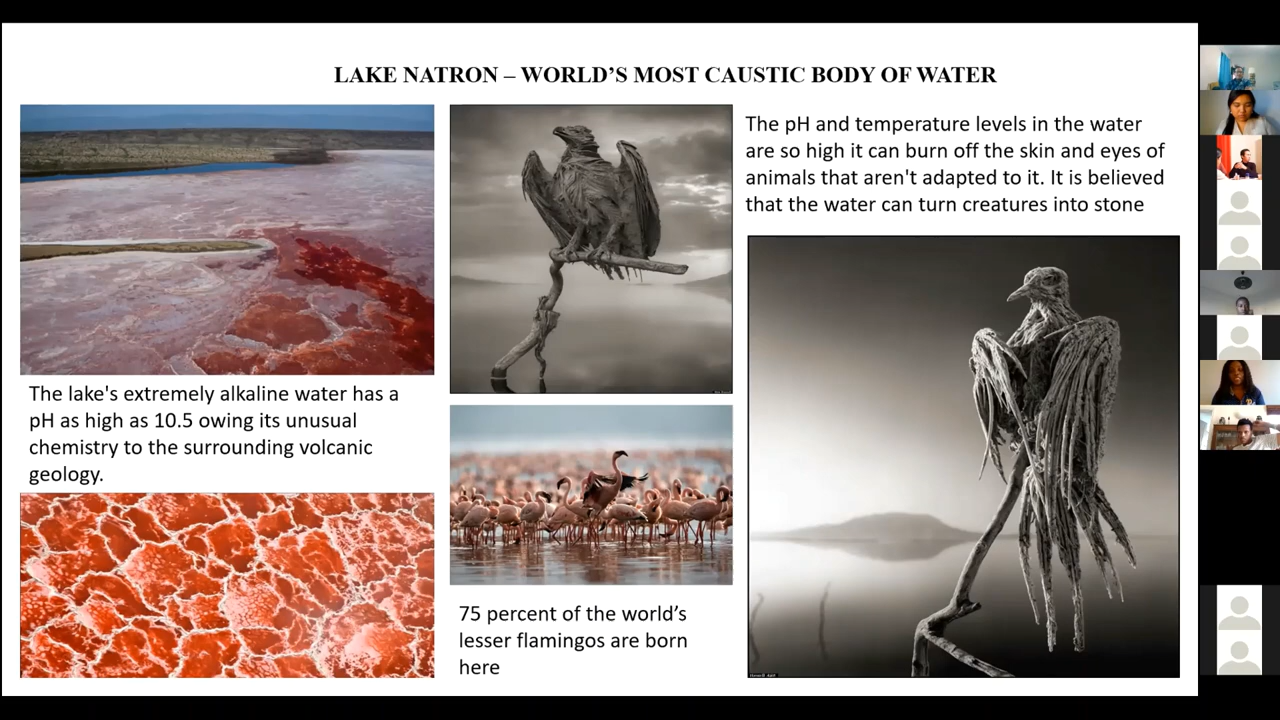 LAKE NATRON – WORLD'S MOST CAUSTIC BODY OF WATER
The lake's extremely alkaline water has a
pH as high as 10.5 owing its unusual
chemistry to the surrounding volcanic
geology.
75 percent of the world's
lesser flamingos are born
here
The pH and temperature levels in the water
are so high it can burn off the skin and eyes of
animals that aren't adapted to it. It is believed
that the water can turn creatures into stone